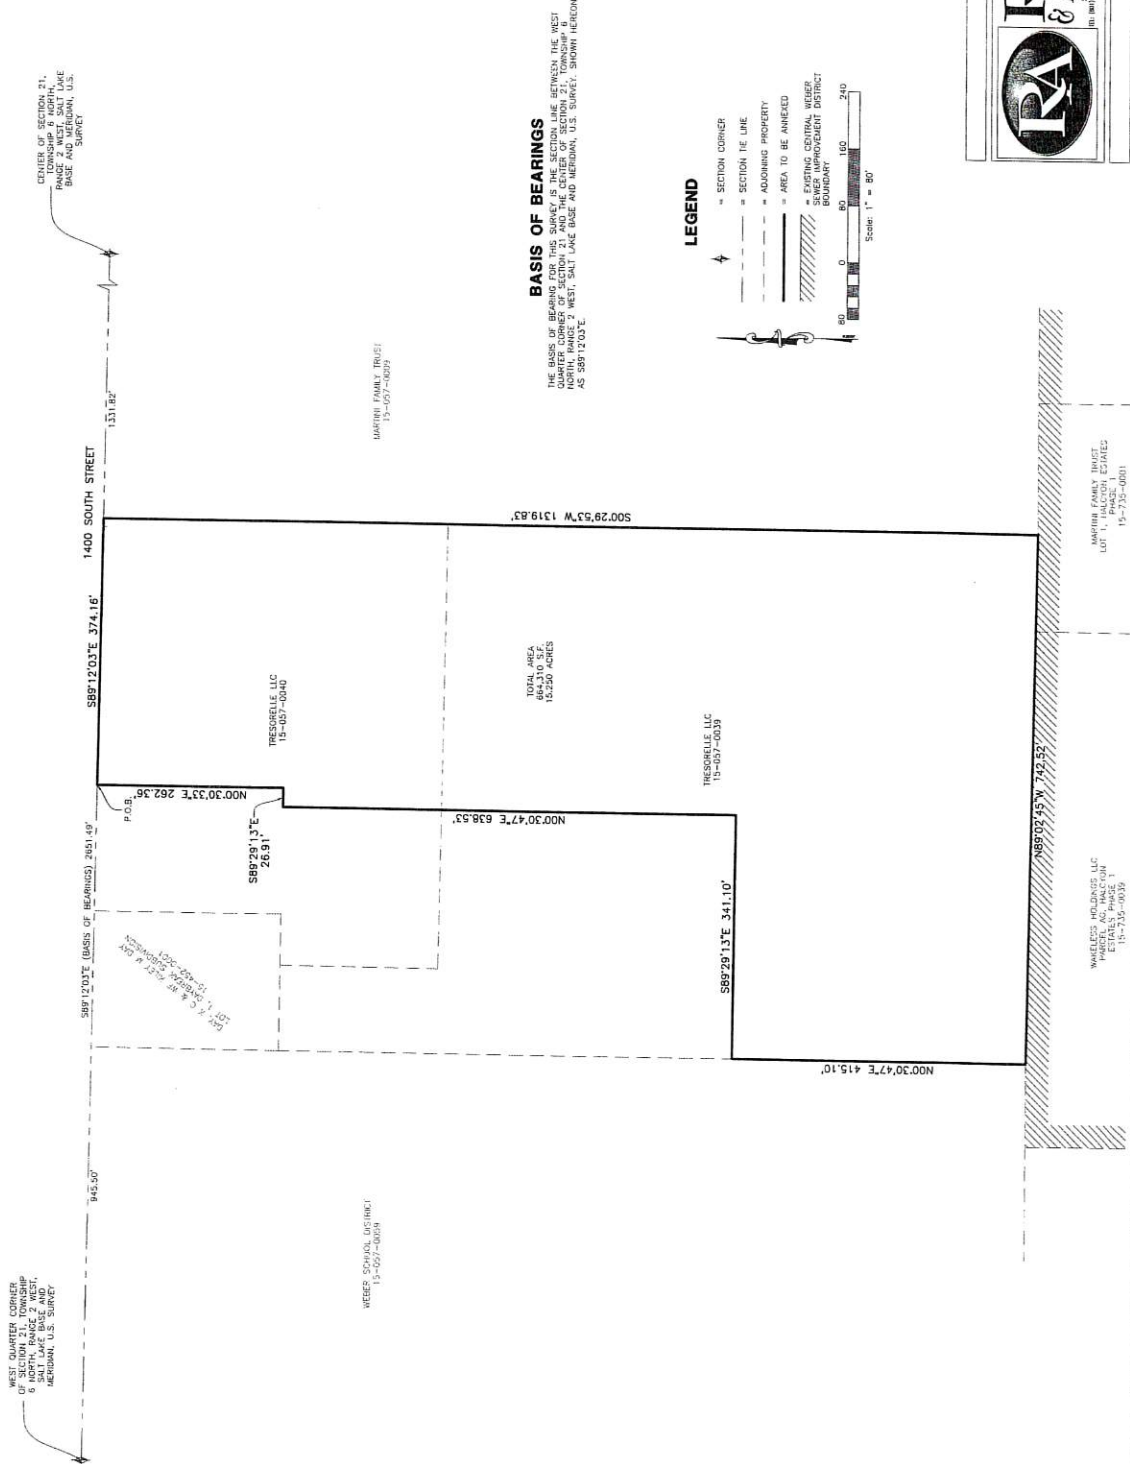 WEST QUARTER CORNER
OF SECTION 21, TOWNSHIP
6 NORTH, RANGE 2 WEST,
SALT LAKE BASE AND
MERIDIAN, U.S. SURVEY
CENTER OF SECTION 21,
TOWNSHIP 6 NORTH,
RANGE 2 WEST, SALT LAKE
BASE AND MERIDIAN, U.S.
SURVEY
945.50'
S89°12'03"E (BASIS OF BEARINGS) 2651.49'
S89°12'03"E 374.16'
1400 SOUTH STREET
1331.82'
P.O.B.
N00°30'33"E 262.36'
S89°29'13"E
26.91'
N00°30'47"E 638.53'
S89°29'13"E 341.10'
N00°30'47"E 415.10'
N89°02'45"W 742.52'
S00°29'53"W 1319.83'
DAY, & WF RILEY M DAY
LOT 1, DAYBREAK SUBDIVISION
WEBER SCHOOL DISTRICT
15-057-0059
TRESORELLE LLC
15-057-0040
TOTAL AREA
664,310 S.F.
15.250 ACRES
TRESORELLE LLC
15-057-0039
MARTINI FAMILY TRUST
15-057-0009
WAKELESS HOLDINGS LLC
PARCEL HALCYON
ESTATES PHASE 1
15-735-0039
MARTINI FAMILY TRUST
LOT 1, HALCYON ESTATES
PHASE 1
15-735-0001
BASIS OF BEARINGS
THE BASIS OF BEARING FOR THIS SURVEY IS THE SECTION LINE BETWEEN THE WEST
QUARTER CORNER OF SECTION 21 AND THE CENTER OF SECTION 21, TOWNSHIP 6
NORTH, RANGE 2 WEST, SALT LAKE BASE AND MERIDIAN, U.S. SURVEY. SHOWN HEREON
AS S89°12'03"E.
LEGEND
= SECTION CORNER
= SECTION TIE LINE
= ADJOINING PROPERTY
= AREA TO BE ANNEXED
= EXISTING CENTRAL WEBER
SEWER IMPROVEMENT DISTRICT
BOUNDARY
80 0 80 160 240
Scale: 1" = 80'
RA
&